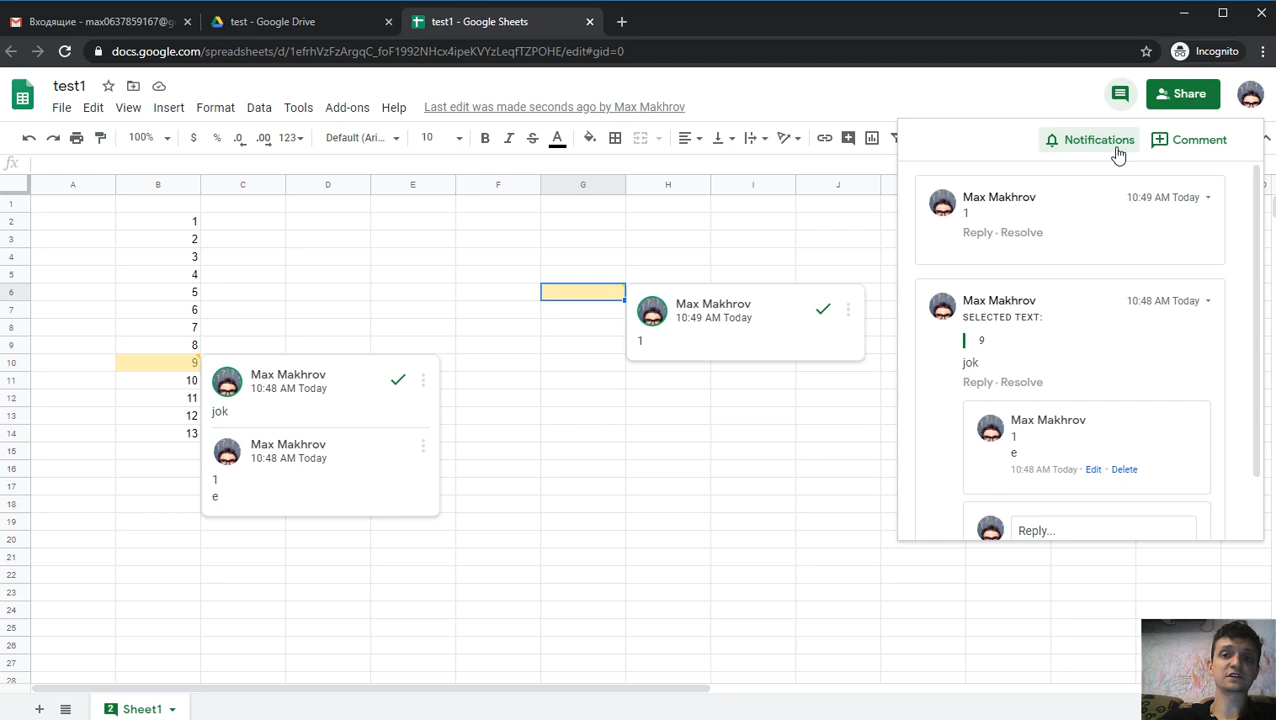 Входящие - max0637859167@g
test - Google Drive
test1 - Google Sheets
docs.google.com/spreadsheets/d/1efrhVzFzArgqC_foF1992NHcx4ipeKVYzLeqfTZPOHE/edit#gid=0
Incognito
test1
File Edit View Insert Format Data Tools Add-ons Help Last edit was made seconds ago by Max Makhrov
Share
100% $ % .0 .00 123 Default (Ari... 10 B I S A
Notifications Comment
fx
A B C D E F G H I J
1
2 1
3 2
4 3
5 4
6 5
7 6
8 7
9 8
10 9
11 10
12 11
13 12
14 13
15
16
17
18
19
20
21
22
23
24
25
26
27
28
Max Makhrov
10:48 AM Today
jok
Max Makhrov
10:48 AM Today
1
e
Max Makhrov
10:49 AM Today
1
Max Makhrov 10:49 AM Today
1
Reply • Resolve
Max Makhrov 10:48 AM Today
SELECTED TEXT:
9
jok
Reply • Resolve
Max Makhrov
1
e
10:48 AM Today • Edit • Delete
Reply...
2 Sheet1